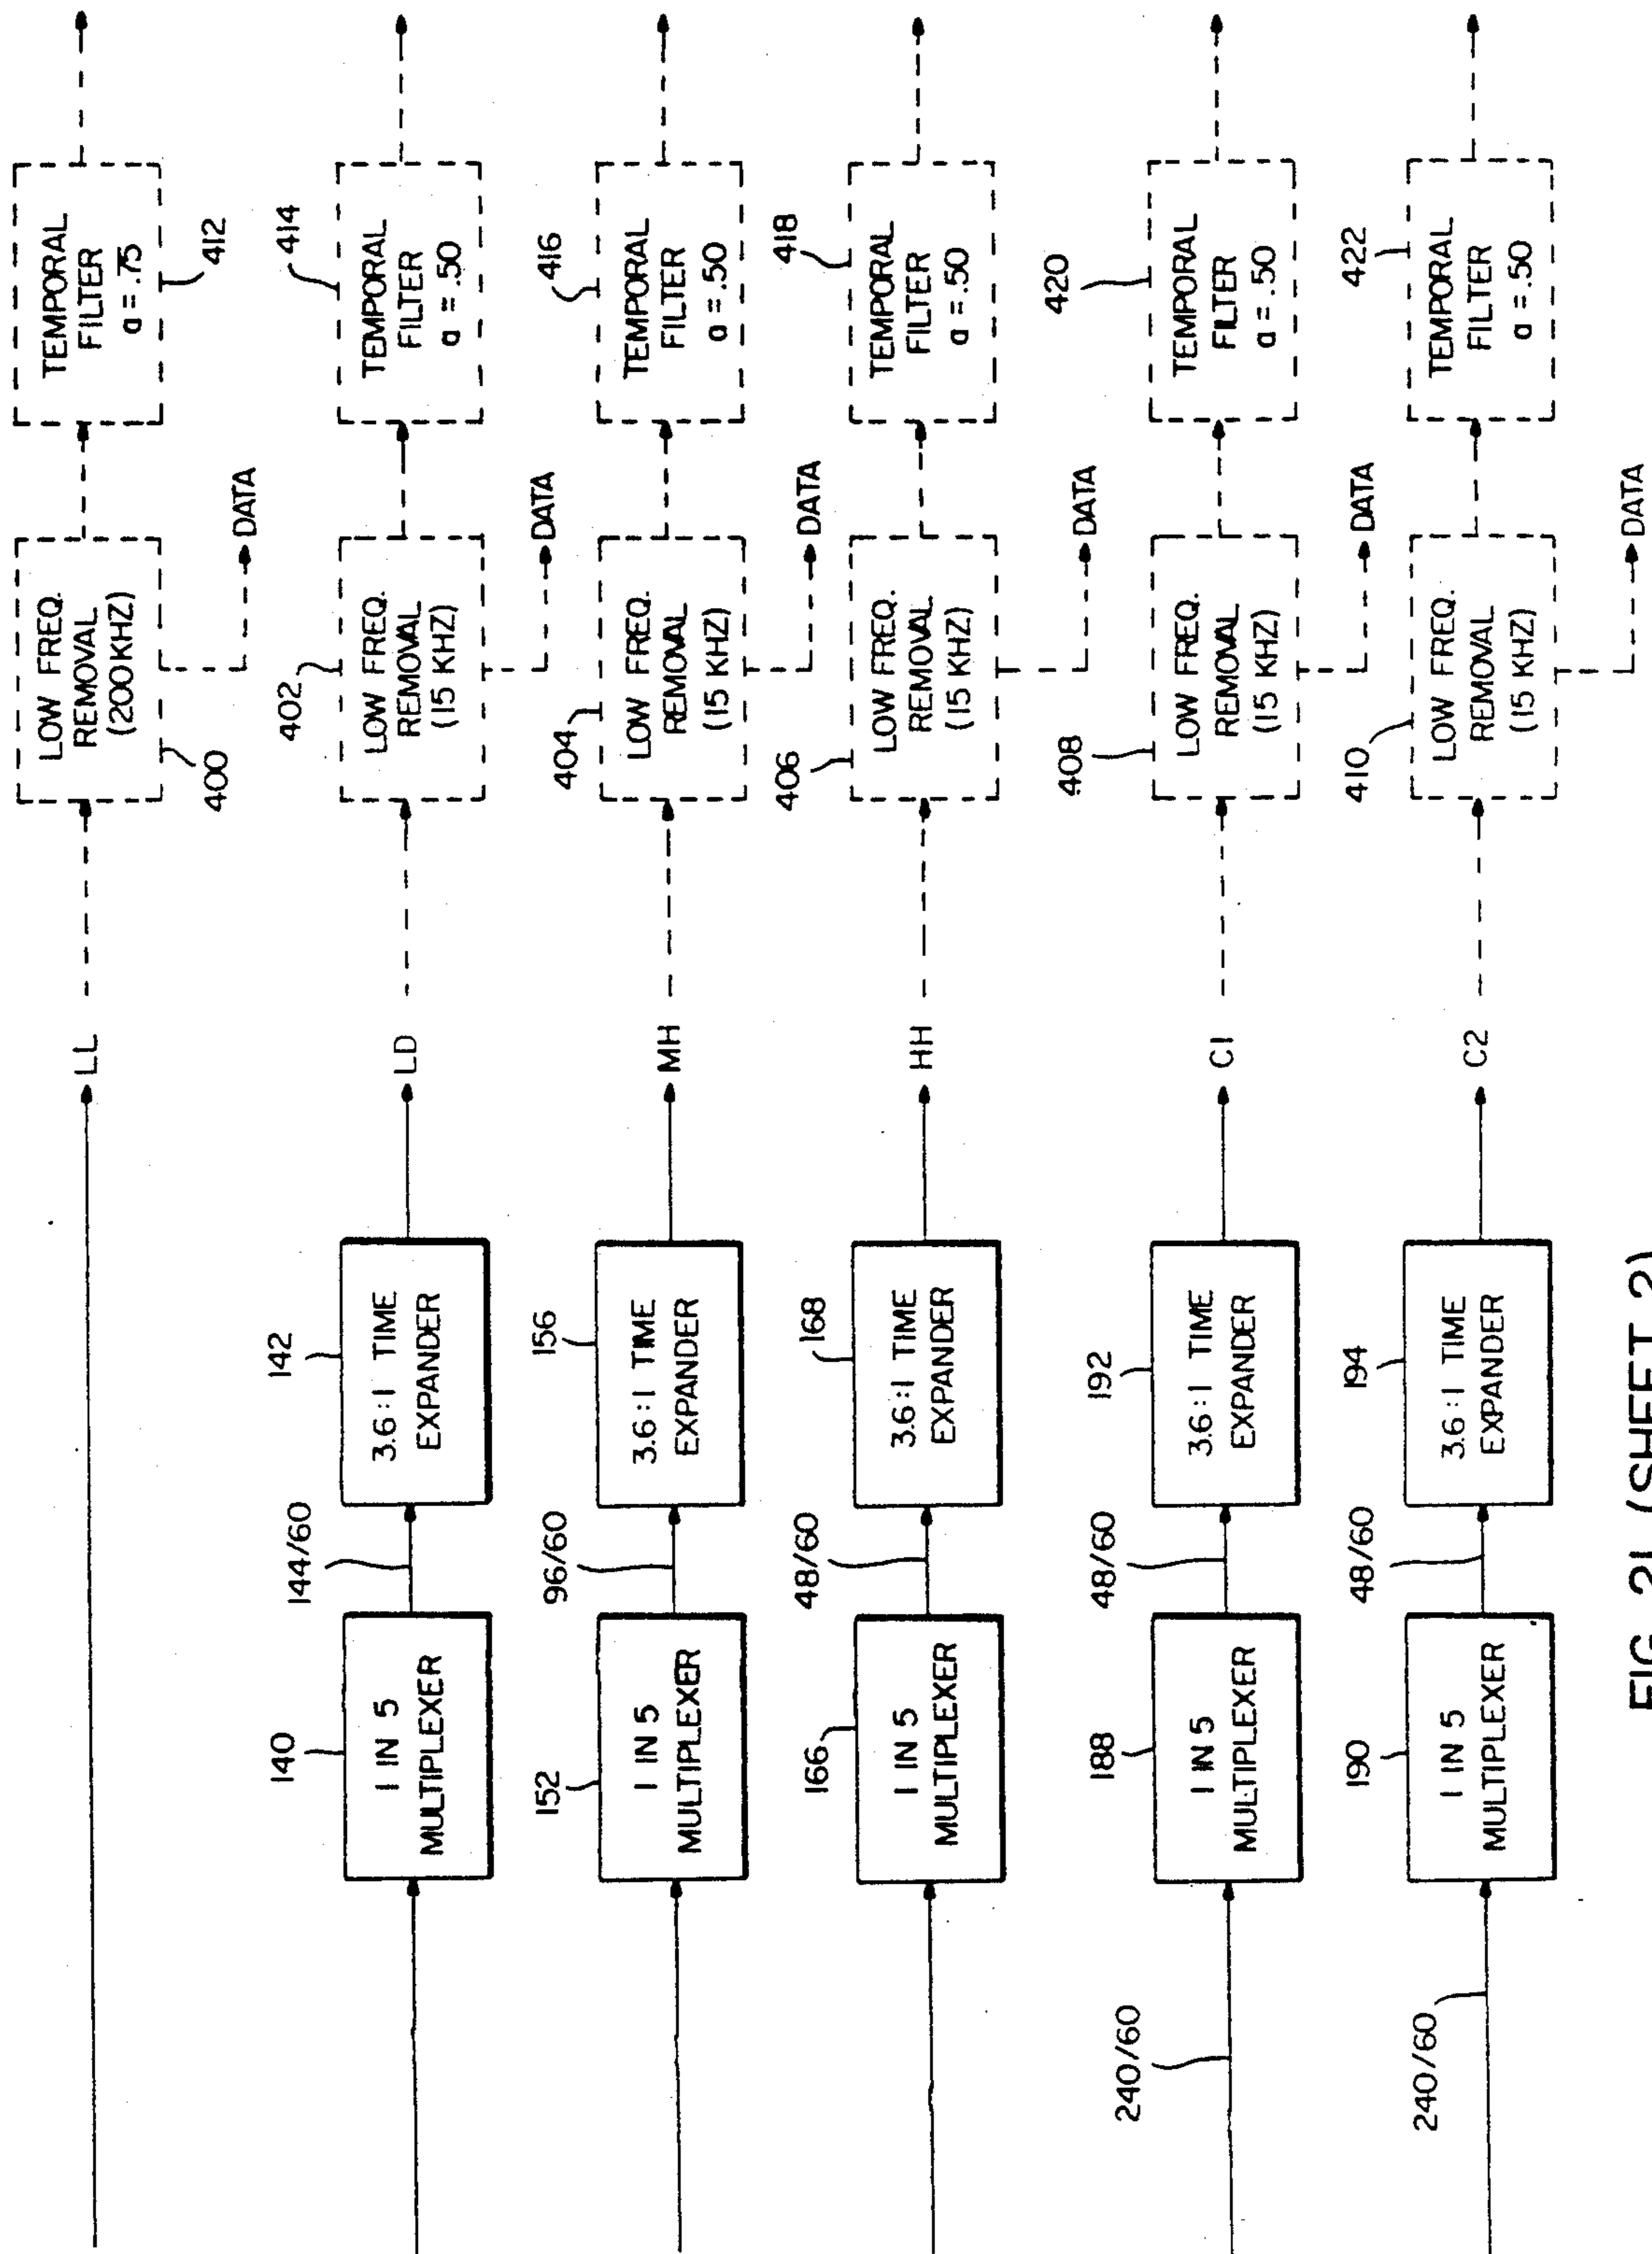 LL
LOW FREQ.
REMOVAL
(200KHZ)
400
DATA
TEMPORAL
FILTER
a = .75
412
140
1 IN 5
MULTIPLEXER
144/60
142
3.6:1 TIME
EXPANDER
LD
402
LOW FREQ.
REMOVAL
(15 KHZ)
DATA
414
TEMPORAL
FILTER
a = .50
152
1 IN 5
MULTIPLEXER
96/60
156
3.6:1 TIME
EXPANDER
MH
404
LOW FREQ.
REMOVAL
(15 KHZ)
DATA
416
TEMPORAL
FILTER
a = .50
166
1 IN 5
MULTIPLEXER
48/60
168
3.6:1 TIME
EXPANDER
HH
406
LOW FREQ.
REMOVAL
(15 KHZ)
DATA
418
TEMPORAL
FILTER
a = .50
240/60
188
1 IN 5
MULTIPLEXER
48/60
192
3.6:1 TIME
EXPANDER
C1
408
LOW FREQ.
REMOVAL
(15 KHZ)
DATA
420
TEMPORAL
FILTER
a = .50
240/60
190
1 IN 5
MULTIPLEXER
48/60
194
3.6:1 TIME
EXPANDER
C2
410
LOW FREQ.
REMOVAL
(15 KHZ)
DATA
422
TEMPORAL
FILTER
a = .50
(SHEET 2)